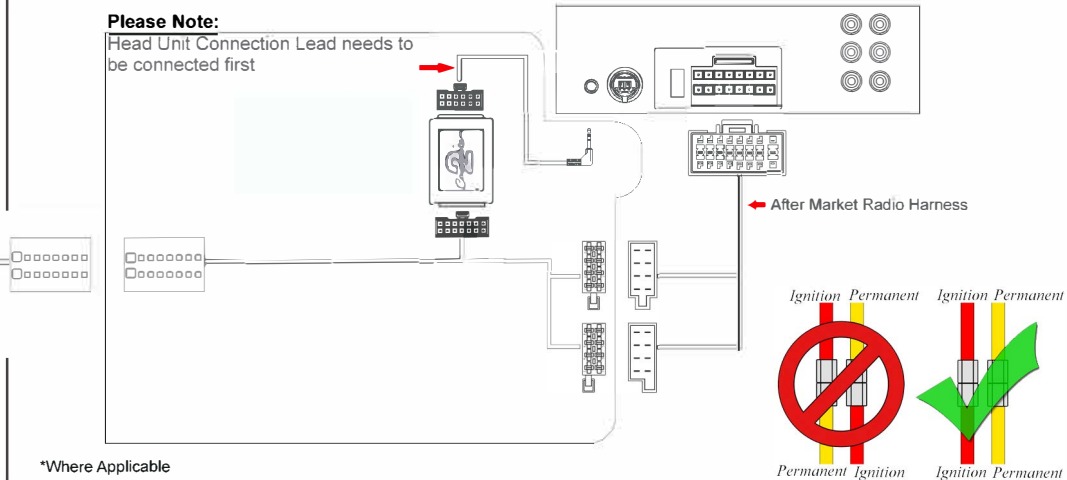 Please Note:
Head Unit Connection Lead needs to
be connected first
After Market Radio Harness
Ignition Permanent
Ignition Permanent
Permanent Ignition
Ignition Permanent
*Where Applicable